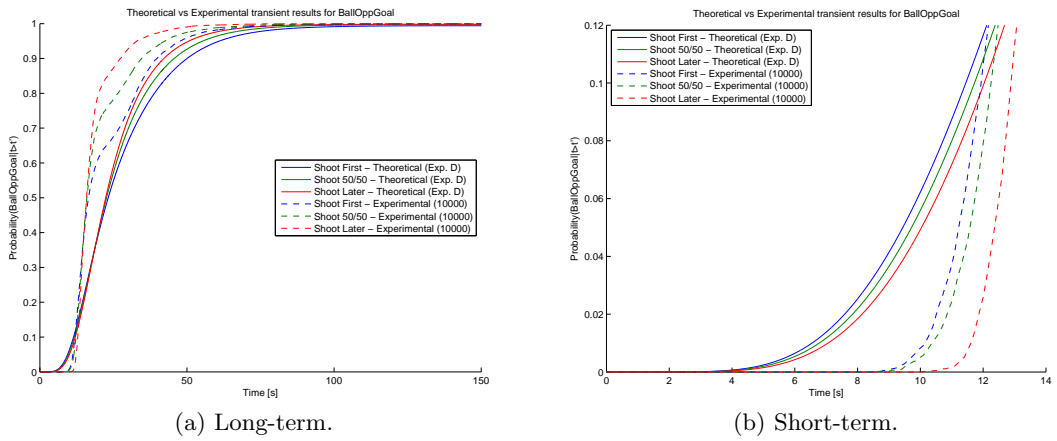 Theoretical vs Experimental transient results for BallOppGoal
1
0.9
0.8
0.7
0.6
0.5
0.4
0.3
0.2
0.1
0
Probability(BallOppGoal|t>t')
Shoot First – Theoretical (Exp. D)
Shoot 50/50 – Theoretical (Exp. D)
Shoot Later – Theoretical (Exp. D)
Shoot First – Experimental (10000)
Shoot 50/50 – Experimental (10000)
Shoot Later – Experimental (10000)
0 50 100 150
Time [s]
(a) Long-term.
Theoretical vs Experimental transient results for BallOppGoal
0.12
0.1
0.08
0.06
0.04
0.02
0
Probability(BallOppGoal|t>t')
Shoot First – Theoretical (Exp. D)
Shoot 50/50 – Theoretical (Exp. D)
Shoot Later – Theoretical (Exp. D)
Shoot First – Experimental (10000)
Shoot 50/50 – Experimental (10000)
Shoot Later – Experimental (10000)
0 2 4 6 8 10 12 14
Time [s]
(b) Short-term.